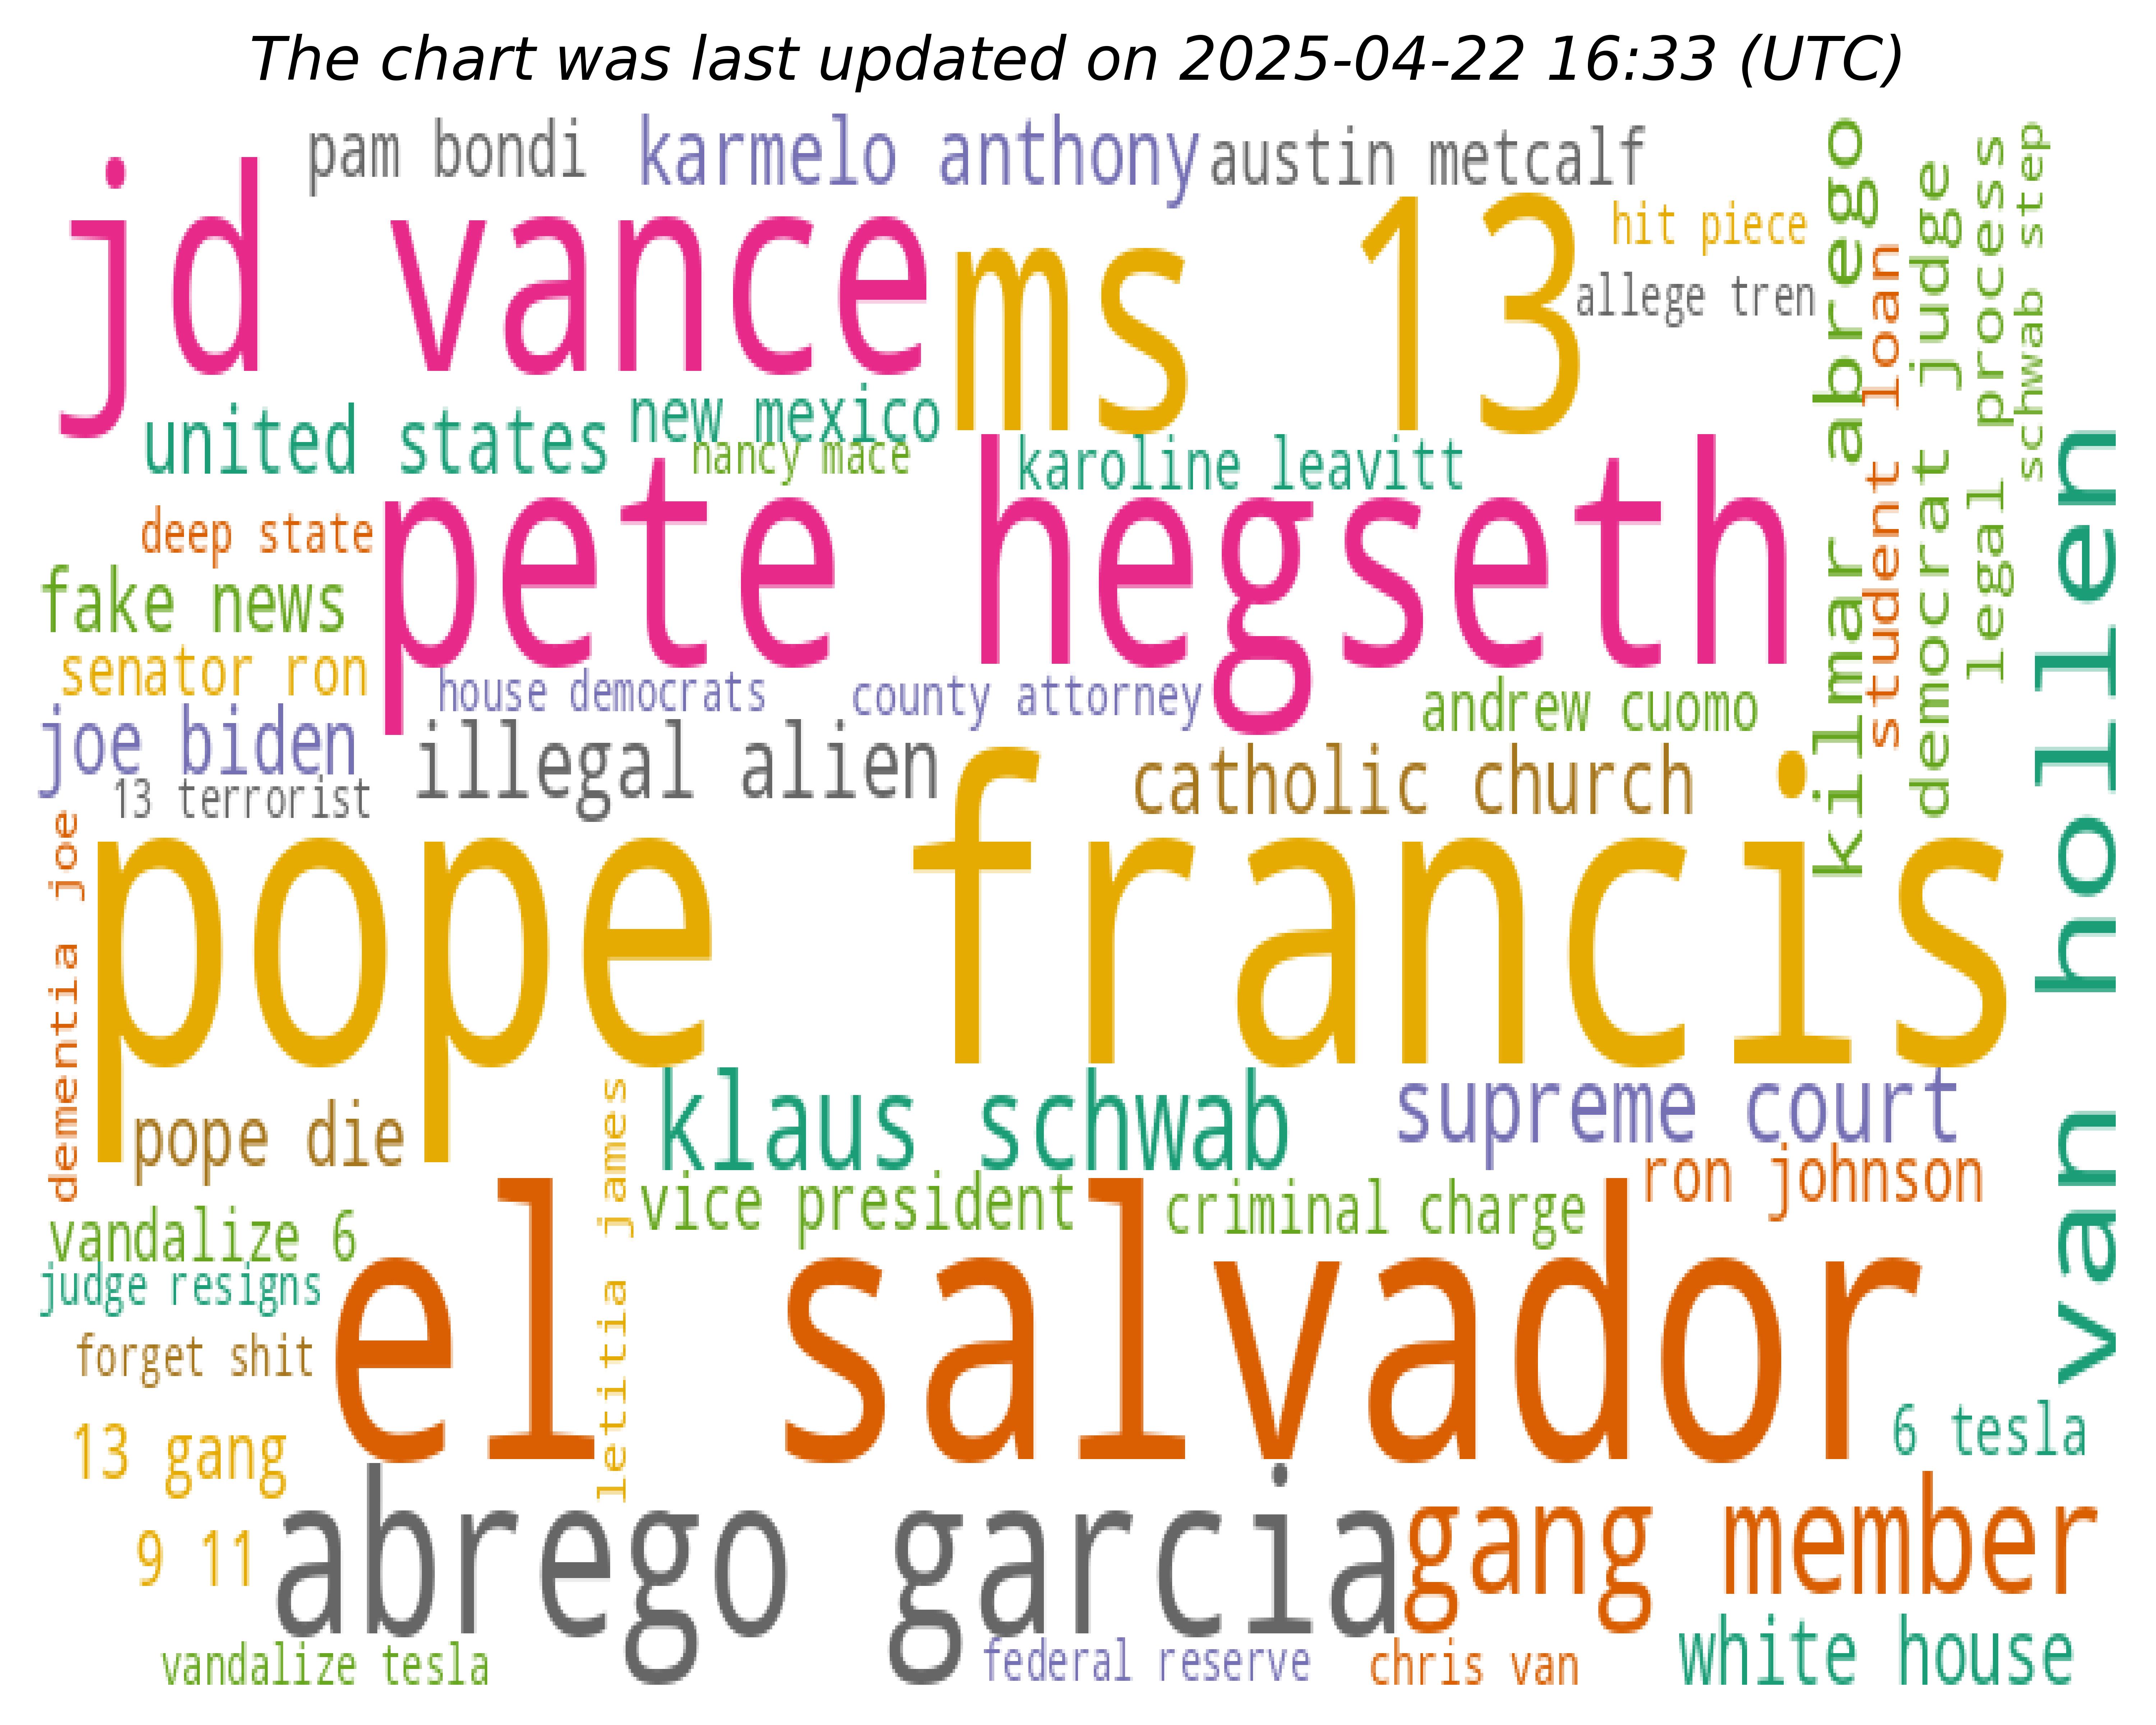 The chart was last updated on 2025-04-22 16:33 (UTC)
pam bondi
karmelo anthony
austin metcalf
jd vance
ms 13
hit piece
allege tren
kilmar abrego
student loan
democrat judge
legal process
schwab step
van hollen
united states
new mexico
nancy mace
karoline leavitt
deep state
pete hegseth
fake news
senator ron
house democrats
county attorney
andrew cuomo
joe biden
illegal alien
catholic church
13 terrorist
dementia joe
pope francis
pope die
letitia james
klaus schwab
supreme court
vice president
criminal charge
ron johnson
vandalize 6
judge resigns
el salvador
forget shit
6 tesla
13 gang
9 11
abrego garcia
gang member
vandalize tesla
federal reserve
chris van
white house